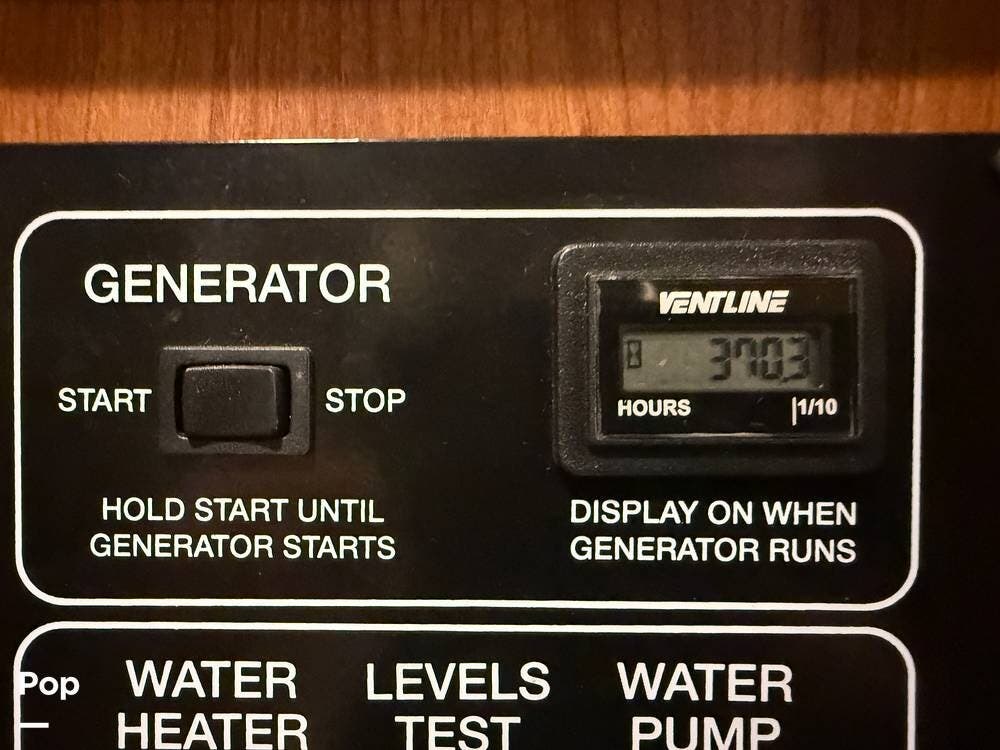 GENERATOR
START
STOP
HOLD START UNTIL
GENERATOR STARTS
VENTLINE
370.3
HOURS
1/10
DISPLAY ON WHEN
GENERATOR RUNS
WATER
HEATER
LEVELS
TEST
WATER
PUMP
Pop